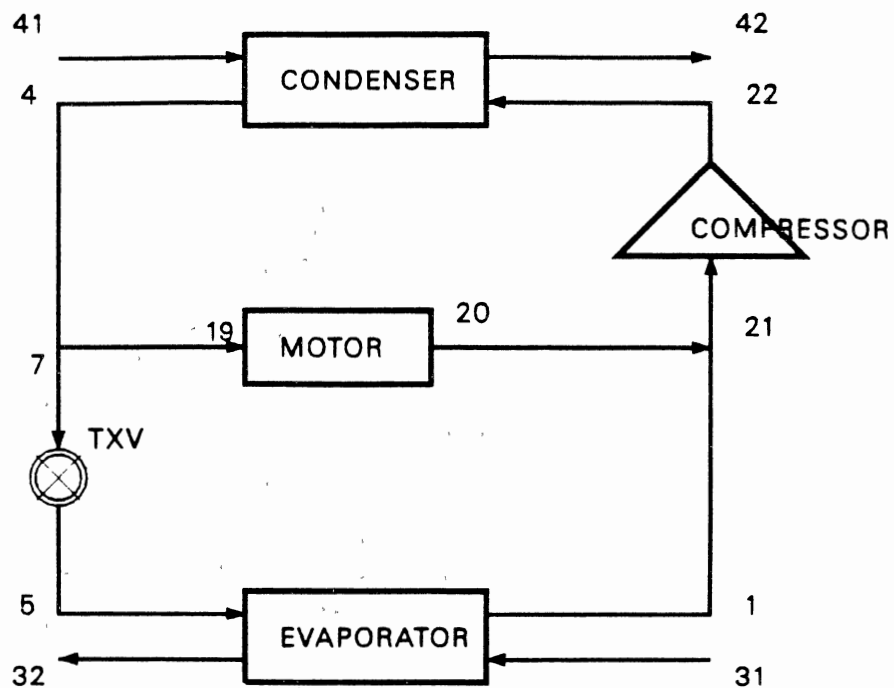 41
42
CONDENSER
4
22
COMPRESSOR
19
20
21
MOTOR
7
TXV
5
1
EVAPORATOR
32
31